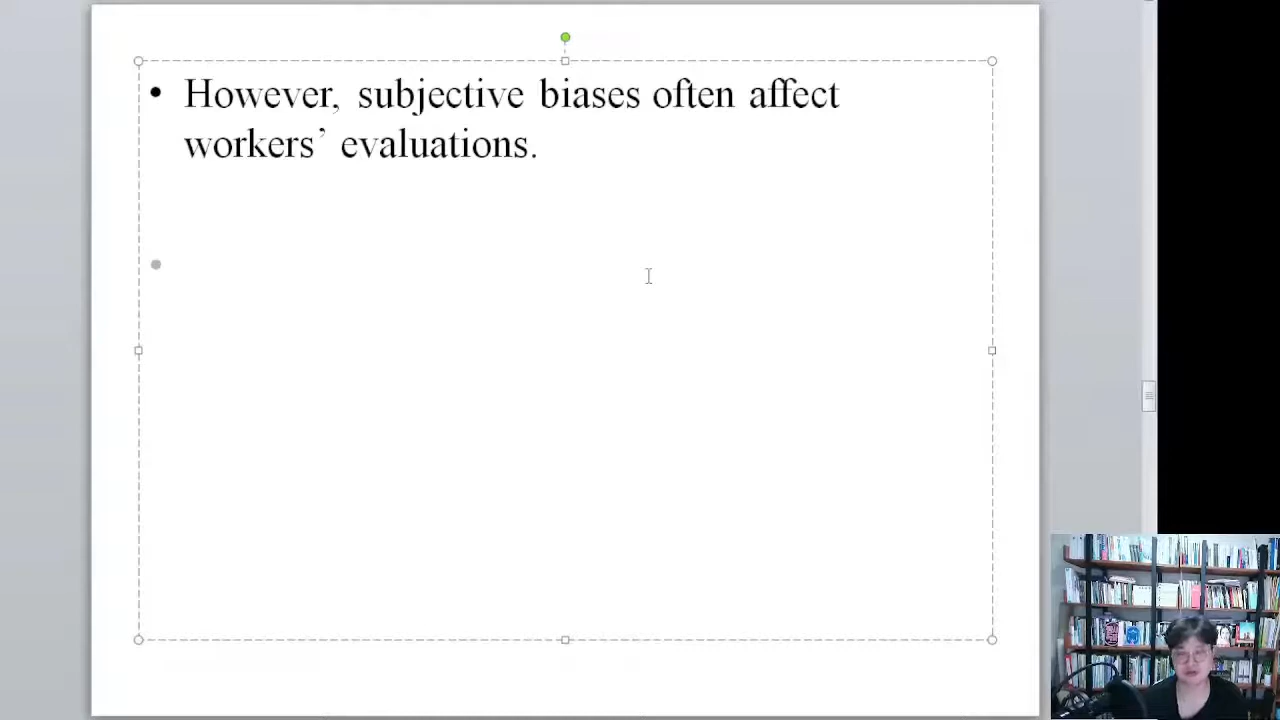 • However, subjective biases often affect
workers’ evaluations.